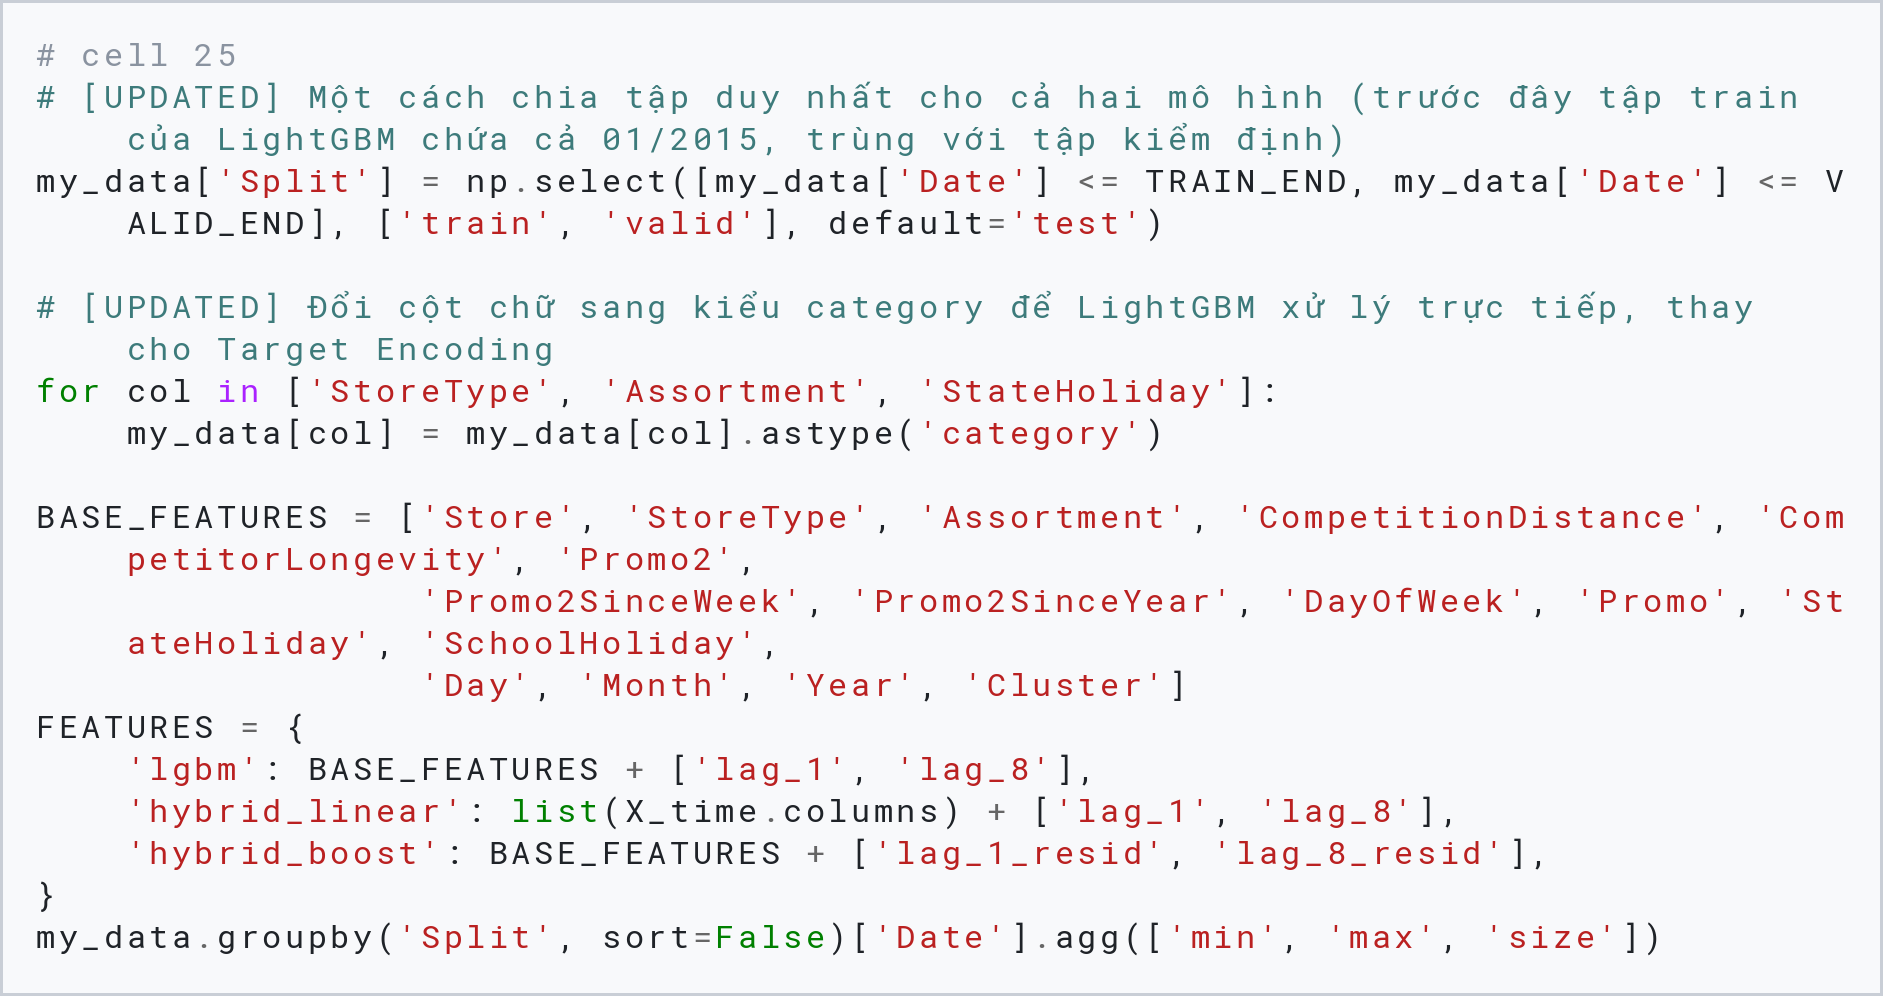 # cell 25
# [UPDATED] Một cách chia tập duy nhất cho cả hai mô hình (trước đây tập train
của LightGBM chứa cả 01/2015, trùng với tập kiểm định)
my_data['Split'] = np.select([my_data['Date'] <= TRAIN_END, my_data['Date'] <= V
ALID_END], ['train', 'valid'], default='test')
# [UPDATED] Đổi cột chữ sang kiểu category để LightGBM xử lý trực tiếp, thay
cho Target Encoding
for col in ['StoreType', 'Assortment', 'StateHoliday']:
my_data[col] = my_data[col].astype('category')
BASE_FEATURES = ['Store', 'StoreType', 'Assortment', 'CompetitionDistance', 'Com
petitorLongevity', 'Promo2',
'Promo2SinceWeek', 'Promo2SinceYear', 'DayOfWeek', 'Promo', 'St
ateHoliday', 'SchoolHoliday',
'Day', 'Month', 'Year', 'Cluster']
FEATURES = {
'lgbm': BASE_FEATURES + ['lag_1', 'lag_8'],
'hybrid_linear': list(X_time.columns) + ['lag_1', 'lag_8'],
'hybrid_boost': BASE_FEATURES + ['lag_1_resid', 'lag_8_resid'],
}
my_data.groupby('Split', sort=False)['Date'].agg(['min', 'max', 'size'])